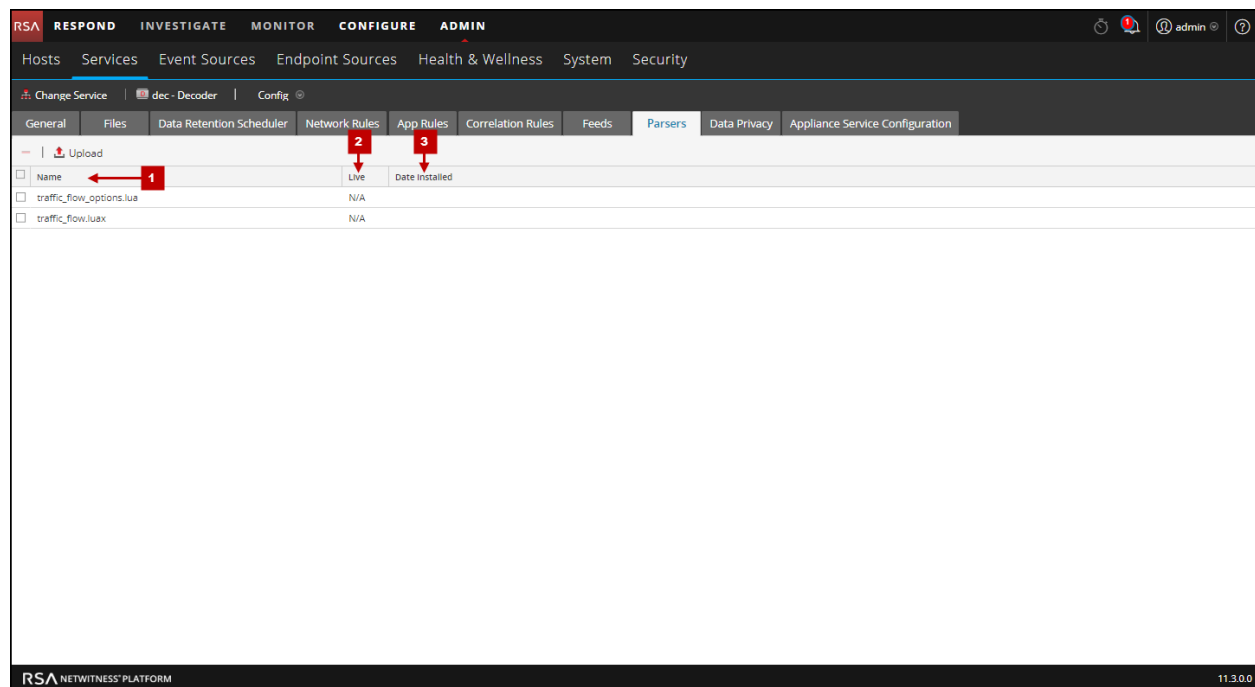 RSA RESPOND INVESTIGATE MONITOR CONFIGURE ADMIN 1 admin ?
Hosts Services Event Sources Endpoint Sources Health & Wellness System Security
Change Service | dec - Decoder | Config
General Files Data Retention Scheduler Network Rules App Rules Correlation Rules Feeds Parsers Data Privacy Appliance Service Configuration
— | Upload
2 3
Name 1 Live Date Installed
traffic_flow_options.lua N/A
traffic_flow.luax N/A
RSA NETWITNESS® PLATFORM 11.3.0.0